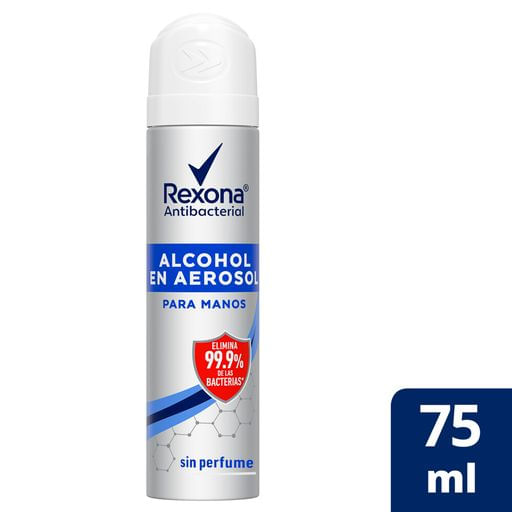 Rexona®
Antibacterial
ALCOHOL
EN AEROSOL
PARA MANOS
ELIMINA
99.9%
DE LAS
BACTERIAS*
sin perfume
75
ml